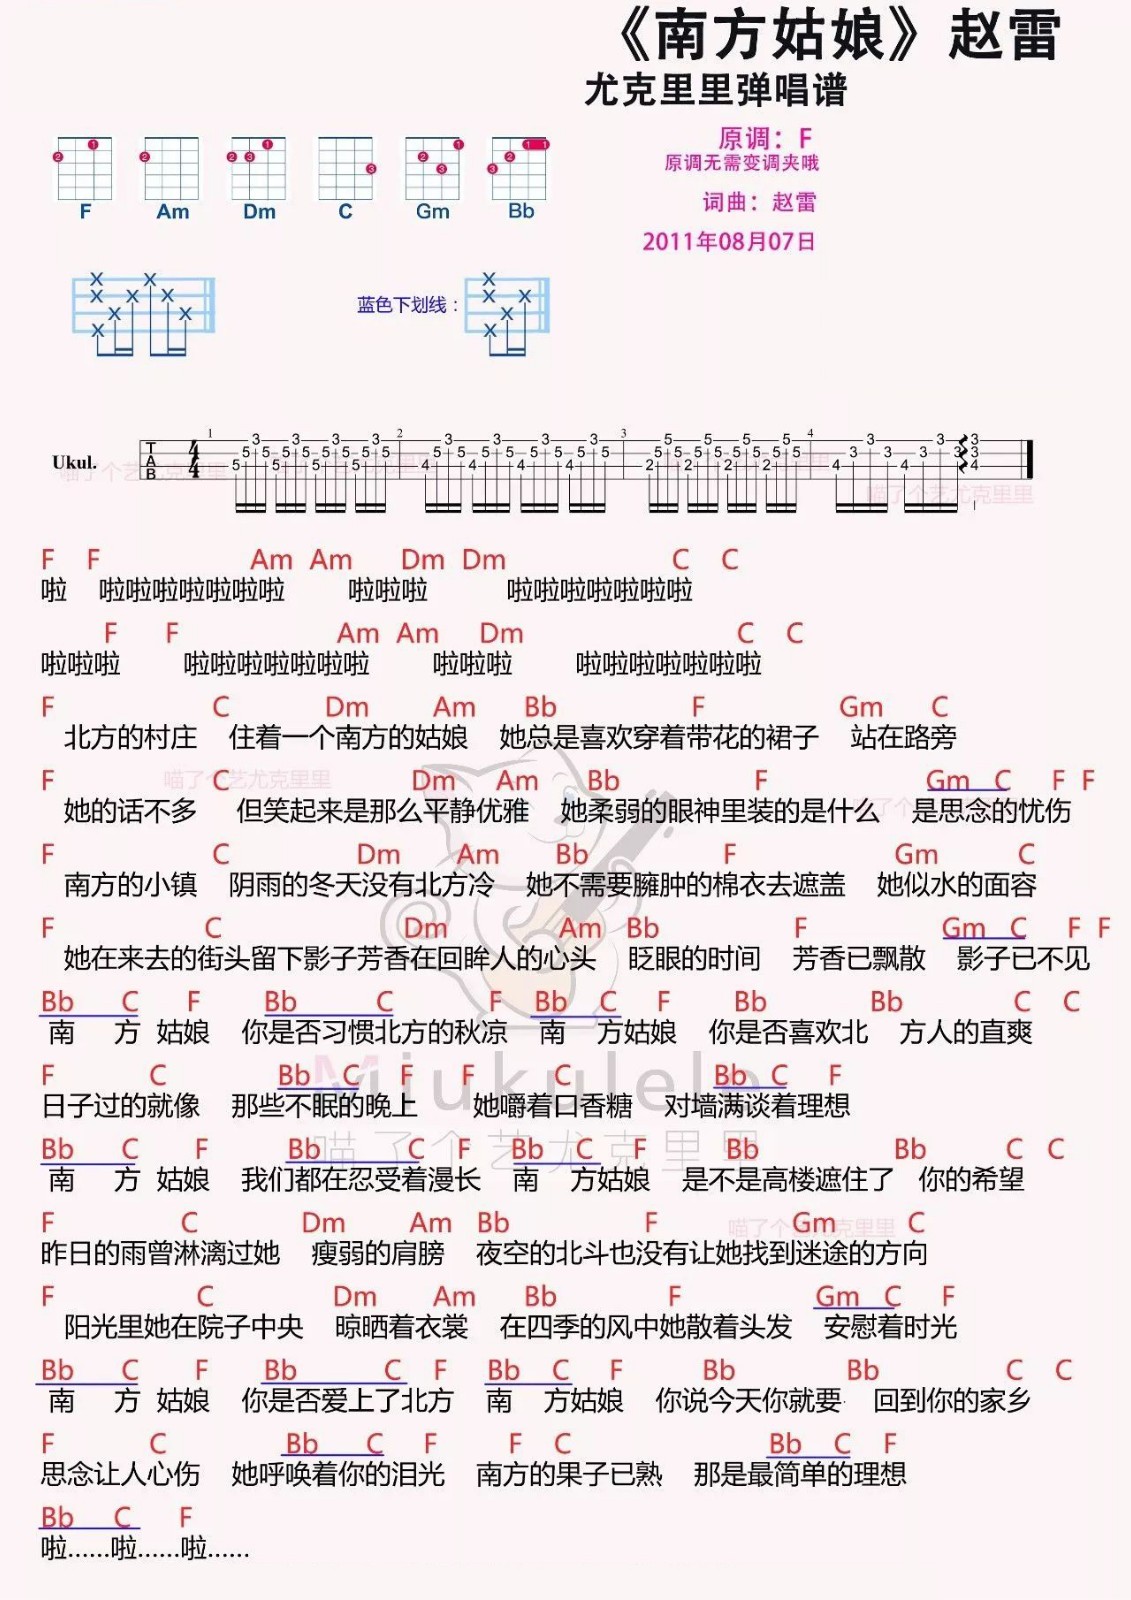 《南方姑娘》赵雷
尤克里里弹唱谱
原调：F
原调无需变调夹哦
词曲：赵雷
2011年08月07日
F Am Dm C Gm Bb
蓝色下划线：
Ukul.
F F Am Am Dm Dm C C
啦 啦啦啦啦啦啦啦 啦啦啦 啦啦啦啦啦啦啦
F F Am Am Dm C C
啦啦啦 啦啦啦啦啦啦啦 啦啦啦 啦啦啦啦啦啦啦
F C Dm Am Bb F Gm C
北方的村庄 住着一个南方的姑娘 她总是喜欢穿着带花的裙子 站在路旁
F C Dm Am Bb F Gm C F F
她的话不多 但笑起来是那么平静优雅 她柔弱的眼神里装的是什么 是思念的忧伤
F C Dm Am Bb F Gm C
南方的小镇 阴雨的冬天没有北方冷 她不需要臃肿的棉衣去遮盖 她似水的面容
F C Dm Am Bb F Gm C F F
她在来去的街头留下影子芳香在回眸人的心头 眨眼的时间 芳香已飘散 影子已不见
Bb C F Bb C F Bb C F Bb Bb C C
南 方 姑娘 你是否习惯北方的秋凉 南 方姑娘 你是否喜欢北 方人的直爽
F C Bb C F F C Bb C F
日子过的就像 那些不眠的晚上 她嚼着口香糖 对墙满谈着理想
Bb C F Bb C F Bb C F Bb Bb C C
南 方 姑娘 我们都在忍受着漫长 南 方姑娘 是不是高楼遮住了 你的希望
F C Dm Am Bb F Gm C
昨日的雨曾淋漓过她 瘦弱的肩膀 夜空的北斗也没有让她找到迷途的方向
F C Dm Am Bb F Gm C F
阳光里她在院子中央 晾晒着衣裳 在四季的风中她散着头发 安慰着时光
Bb C F Bb C F Bb C F Bb Bb C C
南 方 姑娘 你是否爱上了北方 南 方姑娘 你说今天你就要 回到你的家乡
F C Bb C F F C Bb C F
思念让人心伤 她呼唤着你的泪光 南方的果子已熟 那是最简单的理想
Bb C F
啦……啦……啦……
Miukulele
喵了个艺尤克里里